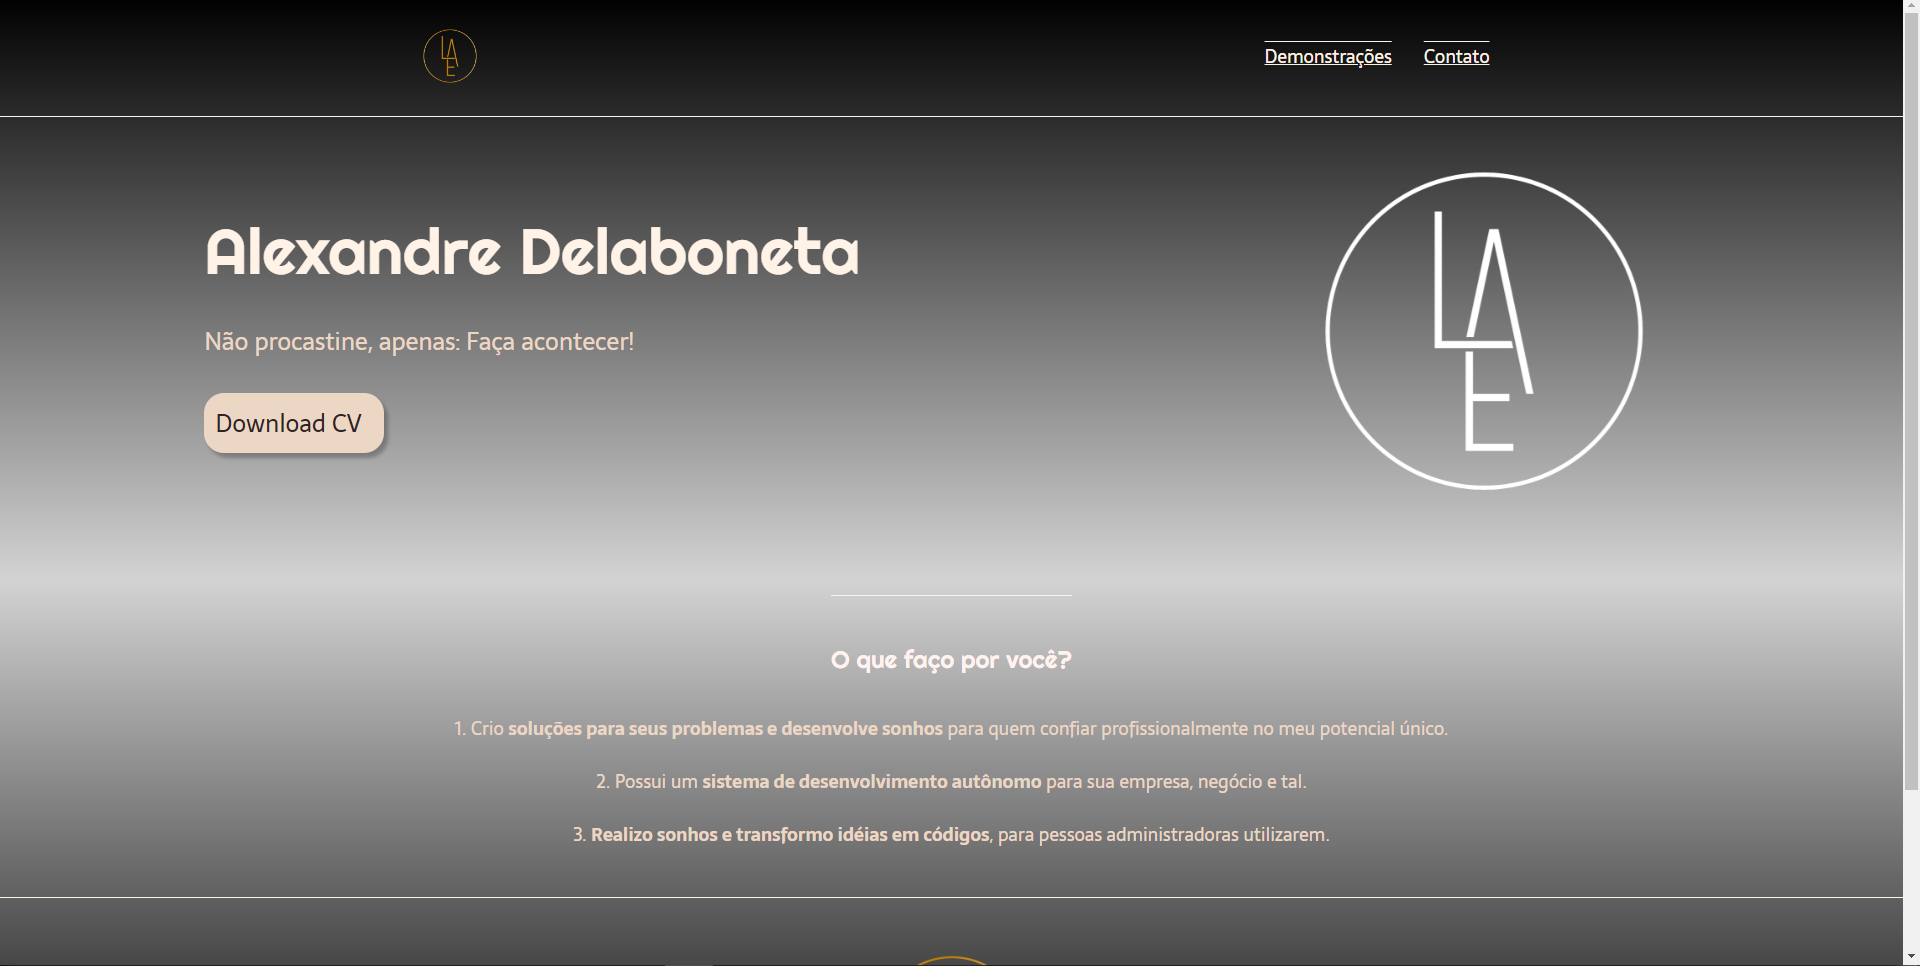 LAE
Demonstrações Contato
Alexandre Delaboneta
LAE
Não procastine, apenas: Faça acontecer!
Download CV
O que faço por você?
1. Crio soluções para seus problemas e desenvolve sonhos para quem confiar profissionalmente no meu potencial único.
2. Possui um sistema de desenvolvimento autônomo para sua empresa, negócio e tal.
3. Realizo sonhos e transformo idéias em códigos, para pessoas administradoras utilizarem.